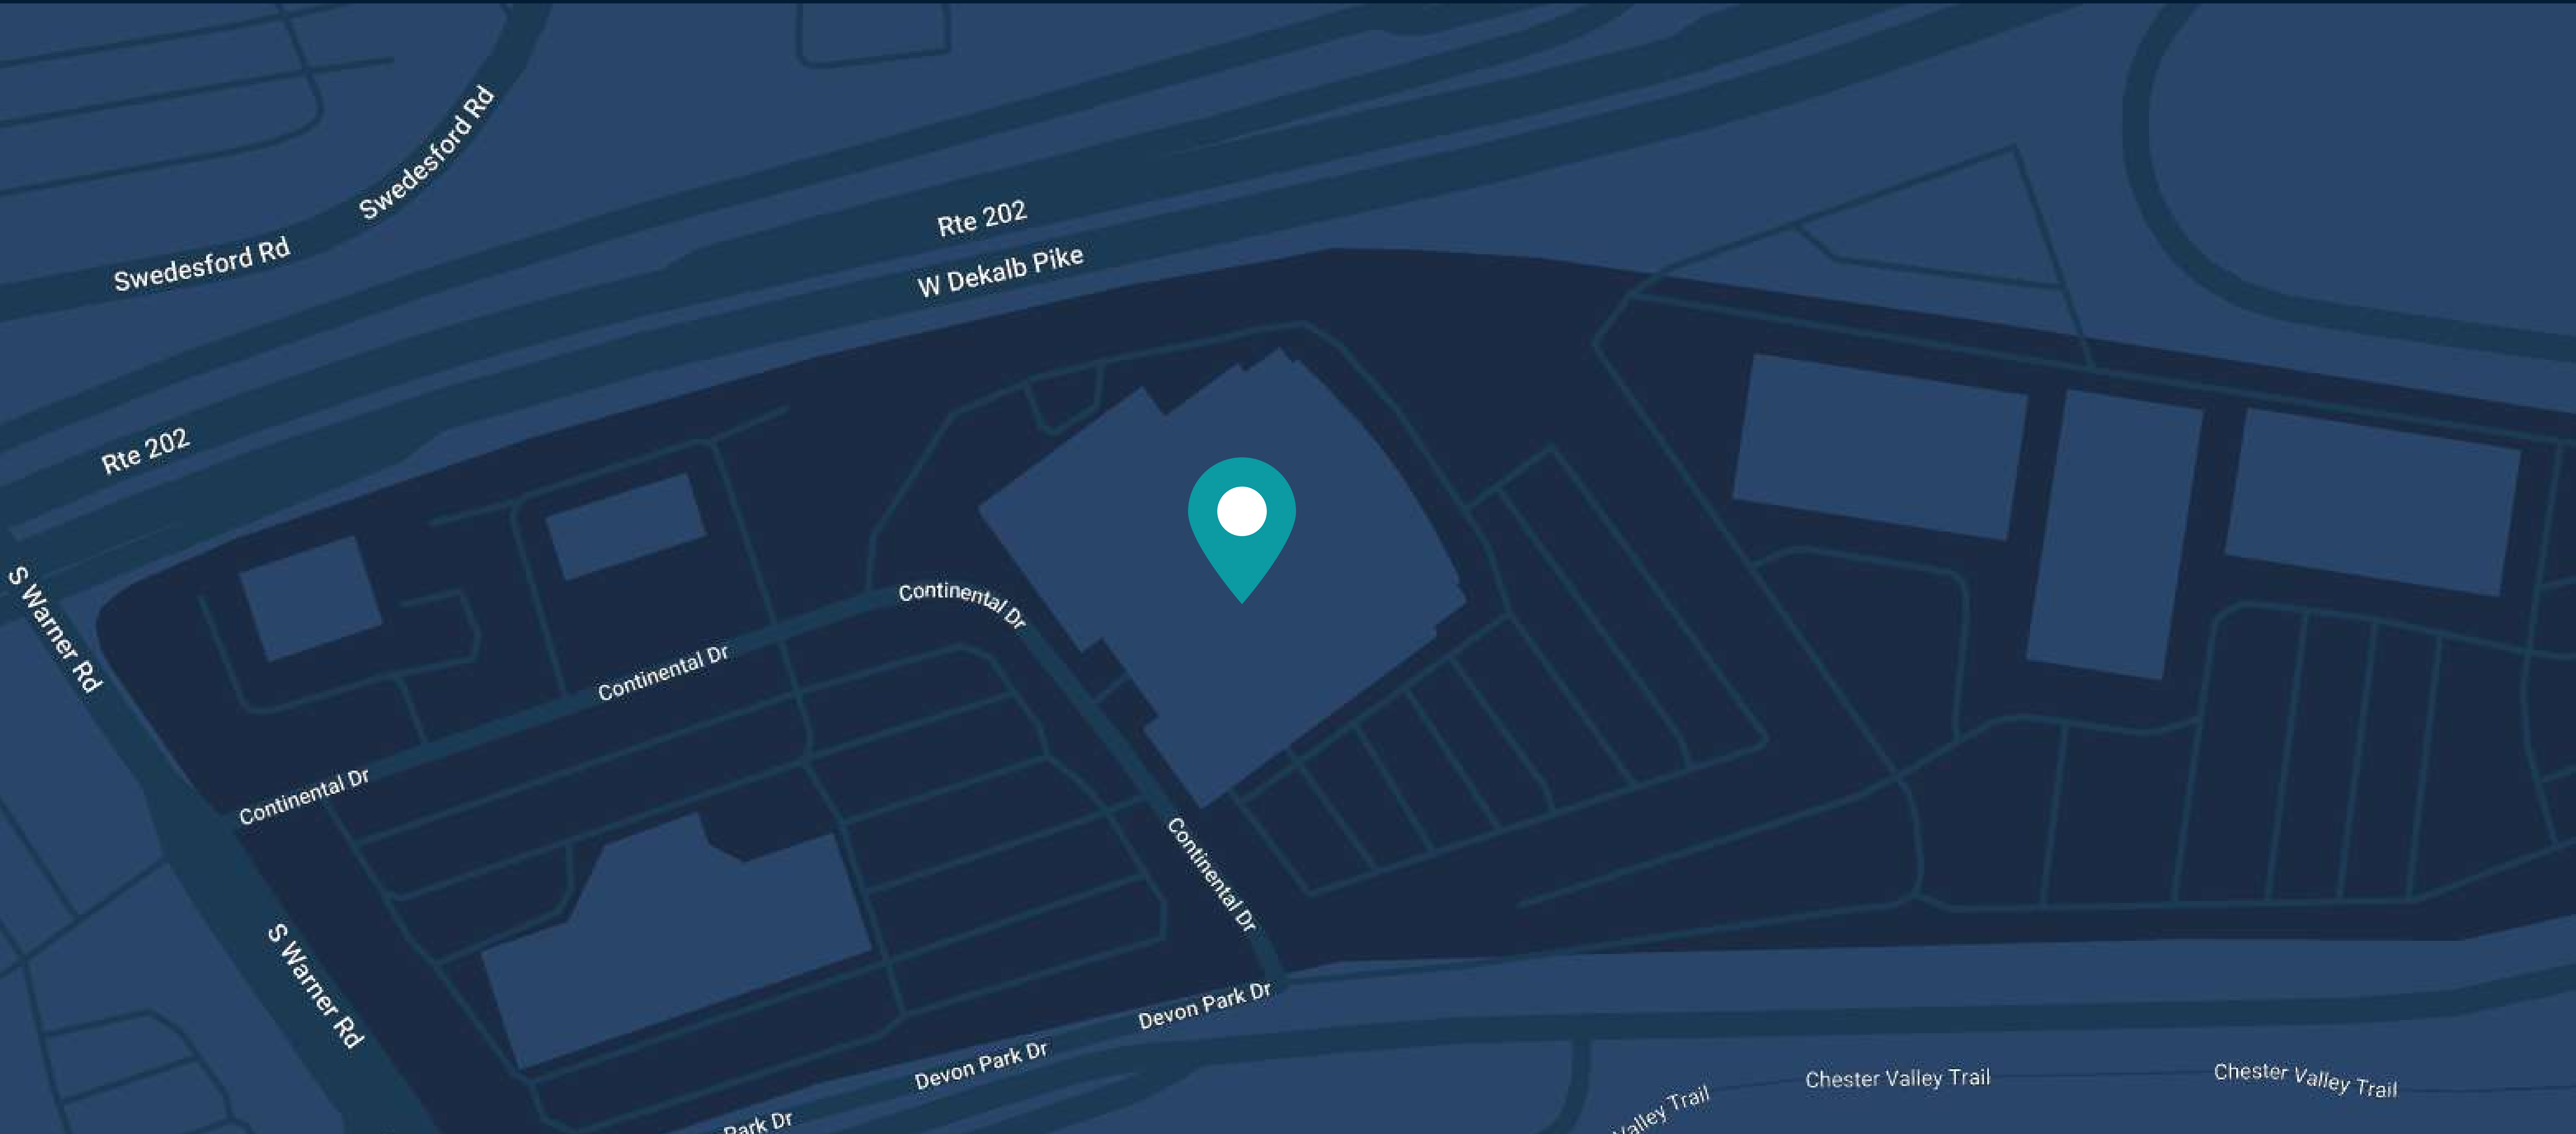 Swedesford Rd
Swedesford Rd
Rte 202
W Dekalb Pike
Rte 202
S Warner Rd
Continental Dr
Continental Dr
Continental Dr
Continental Dr
S Warner Rd
Devon Park Dr
Devon Park Dr
Park Dr
Valley Trail
Chester Valley Trail
Chester Valley Trail